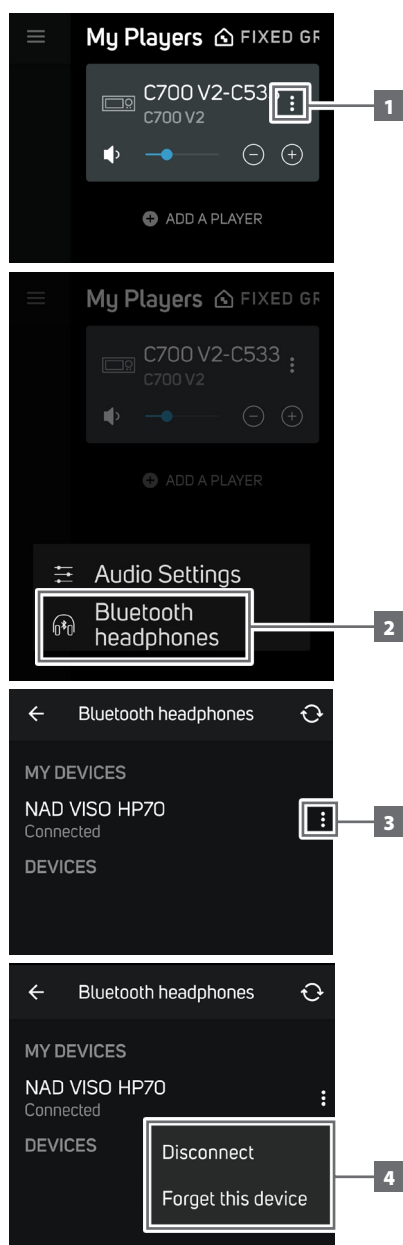 My Players FIXED GR
C700 V2-C53
C700 V2
ADD A PLAYER
1
My Players FIXED GR
C700 V2-C533
C700 V2
ADD A PLAYER
Audio Settings
Bluetooth
headphones
2
Bluetooth headphones
MY DEVICES
NAD VISO HP70
Connected
DEVICES
3
Bluetooth headphones
MY DEVICES
NAD VISO HP70
Connected
DEVICES
Disconnect
Forget this device
4